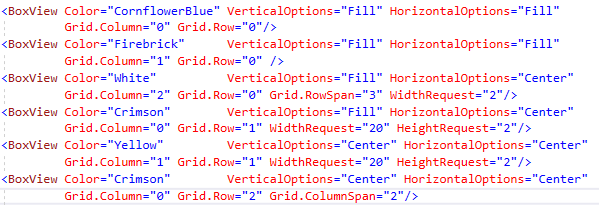 <BoxView Color="CornflowerBlue" VerticalOptions="Fill" HorizontalOptions="Fill"
Grid.Column="0" Grid.Row="0"/>
<BoxView Color="Firebrick" VerticalOptions="Fill" HorizontalOptions="Fill"
Grid.Column="1" Grid.Row="0" />
<BoxView Color="White" VerticalOptions="Fill" HorizontalOptions="Center"
Grid.Column="2" Grid.Row="0" Grid.RowSpan="3" WidthRequest="2"/>
<BoxView Color="Crimson" VerticalOptions="Fill" HorizontalOptions="Center"
Grid.Column="0" Grid.Row="1" WidthRequest="20" HeightRequest="2"/>
<BoxView Color="Yellow" VerticalOptions="Center" HorizontalOptions="Center"
Grid.Column="1" Grid.Row="1" WidthRequest="20" HeightRequest="2"/>
<BoxView Color="Crimson" VerticalOptions="Center" HorizontalOptions="Center"
Grid.Column="0" Grid.Row="2" Grid.ColumnSpan="2"/>